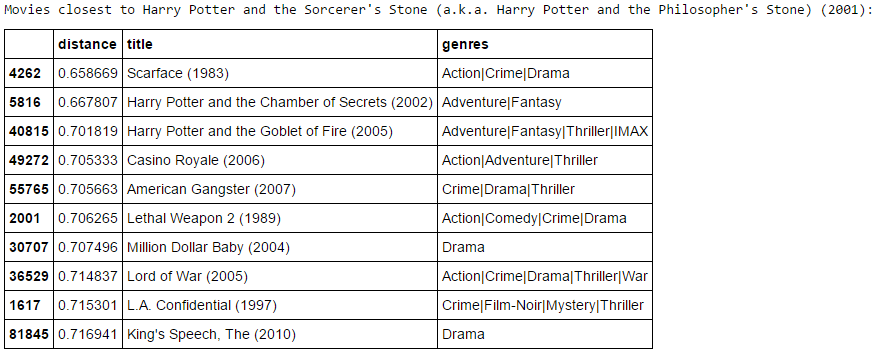 Movies closest to Harry Potter and the Sorcerer's Stone (a.k.a. Harry Potter and the Philosopher's Stone) (2001):
distance title genres
4262 0.658669 Scarface (1983) Action|Crime|Drama
5816 0.667807 Harry Potter and the Chamber of Secrets (2002) Adventure|Fantasy
40815 0.701819 Harry Potter and the Goblet of Fire (2005) Adventure|Fantasy|Thriller|IMAX
49272 0.705333 Casino Royale (2006) Action|Adventure|Thriller
55765 0.705663 American Gangster (2007) Crime|Drama|Thriller
2001 0.706265 Lethal Weapon 2 (1989) Action|Comedy|Crime|Drama
30707 0.707496 Million Dollar Baby (2004) Drama
36529 0.714837 Lord of War (2005) Action|Crime|Drama|Thriller|War
1617 0.715301 L.A. Confidential (1997) Crime|Film-Noir|Mystery|Thriller
81845 0.716941 King's Speech, The (2010) Drama